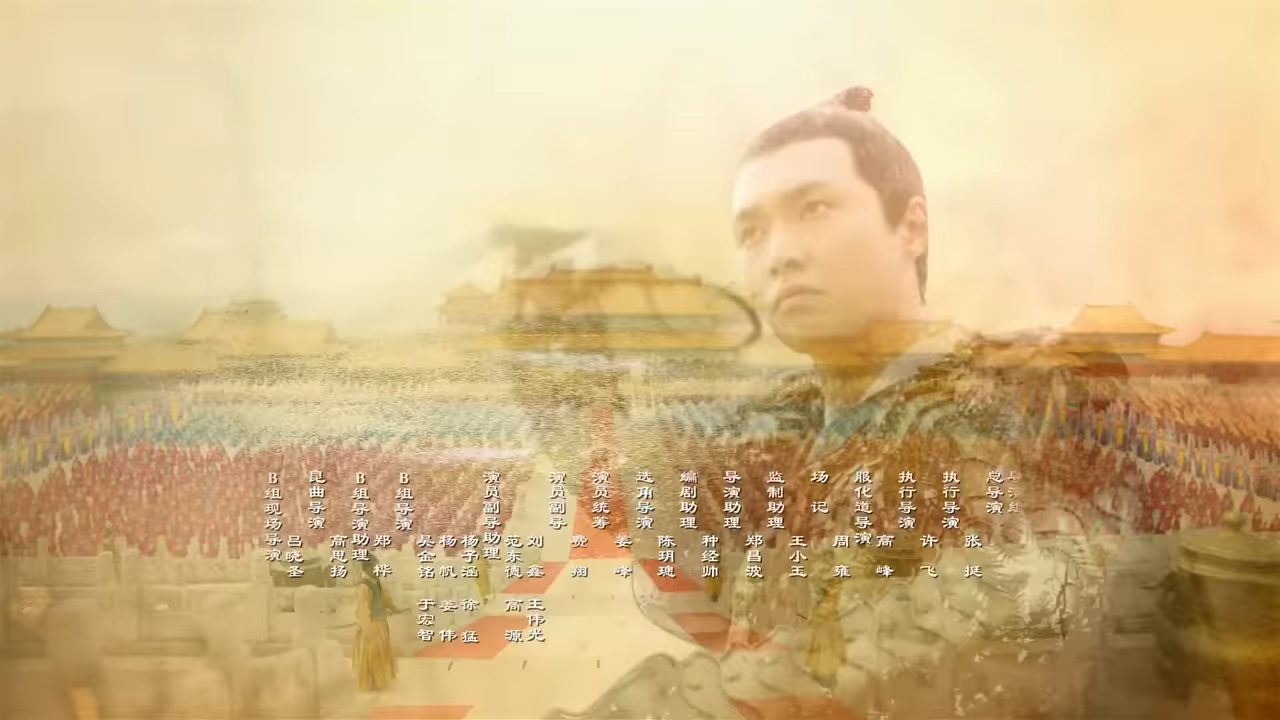 导演组
总导演
张挺
执行导演
许飞
执行导演
高峰
服化道导演
周雍
场记
王小王
监制助理
郑昌波
导演助理
种经帅
编剧助理
陈玥璁
选角导演
姜峰
演员统筹
费翔
演员副导
刘鑫
范东德
王伟光
高源
演员副导助理
杨子涵
杨帆
吴金铭
徐猛
姜伟
于宏智
B组导演
郑桦
B组导演助理
高思扬
昆曲导演
吕晓圣
B组现场导演